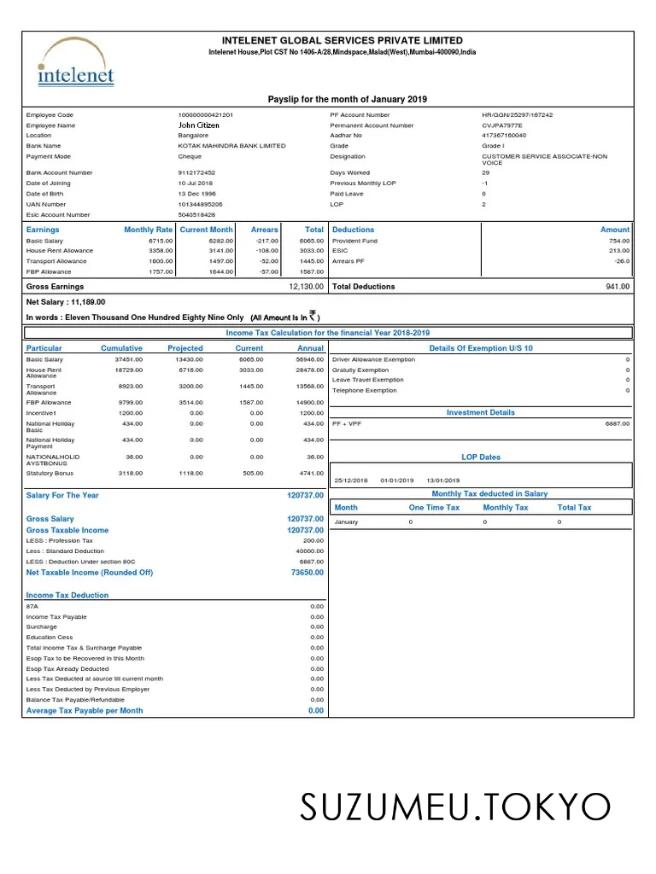 INTELENET GLOBAL SERVICES PRIVATE LIMITED
Intelenet House,Plot CST No 1406-A/28,Mindspace,Malad(West),Mumbai-400090,India
intelenet
Payslip for the month of January 2019
Employee Code 10000000421201 PF Account Number HR/GGN/25297/167242
Employee Name John Citizen Permanent Account Number CVJPA7977E
Location Bangalore Aadhar No 417367160040
Bank Name KOTAK MAHINDRA BANK LIMITED Grade Grade I
Payment Mode Cheque Designation CUSTOMER SERVICE ASSOCIATE-NON VOICE
Bank Account Number 9112172452 Days Worked 29
Date of Joining 10 Jul 2018 Previous Monthly LOP -1
Date of Birth 13 Dec 1996 Paid Leave 0
UAN Number 101344895206 LOP 2
Esic Account Number 5040518428
Earnings Monthly Rate Current Month Arrears Total Deductions Amount
Basic Salary 6715.00 6282.00 -217.00 6065.00 Provident Fund 754.00
House Rent Allowance 3358.00 3141.00 -108.00 3033.00 ESIC 213.00
Transport Allowance 1600.00 1497.00 -52.00 1445.00 Arrears PF -26.0
FBP Allowance 1757.00 1644.00 -57.00 1587.00
Gross Earnings 12,130.00 Total Deductions 941.00
Net Salary : 11,189.00
In words : Eleven Thousand One Hundred Eighty Nine Only (All Amount Is In ₹ )
Income Tax Calculation for the financial Year 2018-2019
Particular Cumulative Projected Current Annual
Basic Salary 37451.00 13430.00 6065.00 56946.00
House Rent Allowance 18729.00 6716.00 3033.00 28478.00
Transport Allowance 8923.00 3200.00 1445.00 13568.00
FBP Allowance 9799.00 3514.00 1587.00 14900.00
Incentive1 1200.00 0.00 0.00 1200.00
National Holiday Basic 434.00 0.00 0.00 434.00
National Holiday Payment 434.00 0.00 0.00 434.00
NATIONALHOLID AYSTBONUS 36.00 0.00 0.00 36.00
Statutory Bonus 3118.00 1118.00 505.00 4741.00
Salary For The Year 120737.00
Gross Salary 120737.00
Gross Taxable Income 120737.00
LESS : Profession Tax 200.00
Less : Standard Deduction 40000.00
LESS : Deduction Under section 80C 6887.00
Net Taxable Income (Rounded Off) 73650.00
Income Tax Deduction
87A 0.00
Income Tax Payable 0.00
Surcharge 0.00
Education Cess 0.00
Total Income Tax & Surcharge Payable 0.00
Esop Tax to be Recovered in this Month 0.00
Esop Tax Already Deducted 0.00
Less Tax Deducted at source till current month 0.00
Less Tax Deducted by Previous Employer 0.00
Balance Tax Payable/Refundable 0.00
Average Tax Payable per Month 0.00
Details Of Exemption U/S 10
Driver Allowance Exemption 0
Gratuity Exemption 0
Leave Travel Exemption 0
Telephone Exemption 0
Investment Details
PF + VPF 6887.00
LOP Dates
25/12/2018 01/01/2019 13/01/2019
Monthly Tax deducted in Salary
Month One Time Tax Monthly Tax Total Tax
January 0 0 0
SUZUMEU.TOKYO